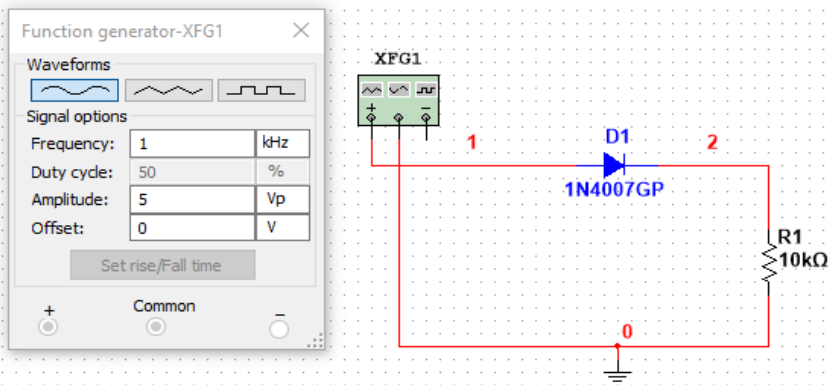 Function generator-XFG1
Waveforms
Signal options
Frequency: 1 kHz
Duty cycle: 50 %
Amplitude: 5 Vp
Offset: 0 V
Set rise/Fall time
+ Common −
XFG1
+ −
1
D1
2
1N4007GP
R1
10kΩ
0